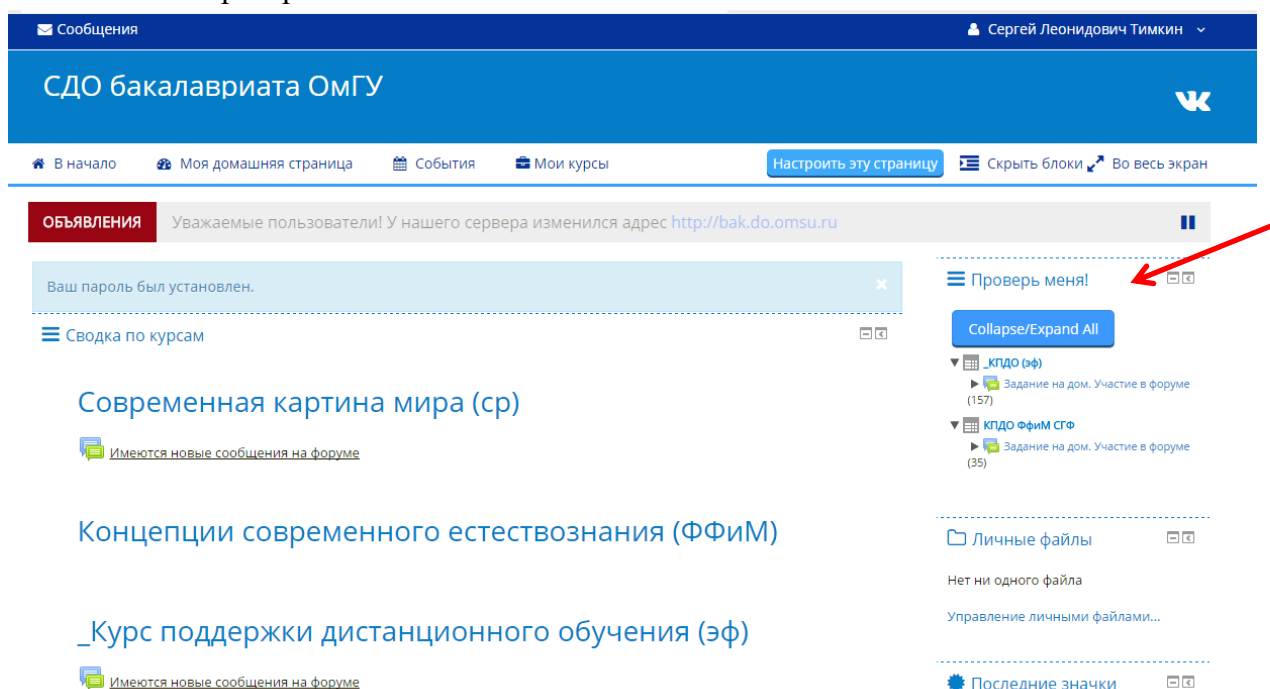 Сообщения
Сергей Леонидович Тимкин
СДО бакалавриата ОмГУ
В начало
Моя домашняя страница
События
Мои курсы
Настроить эту страницу
Скрыть блоки
Во весь экран
ОБЪЯВЛЕНИЯ
Уважаемые пользователи! У нашего сервера изменился адрес http://bak.do.omsu.ru
Ваш пароль был установлен.
Сводка по курсам
Современная картина мира (ср)
Имеются новые сообщения на форуме
Концепции современного естествознания (ФФиМ)
_Курс поддержки дистанционного обучения (эф)
Имеются новые сообщения на форуме
Проверь меня!
Collapse/Expand All
_КПДО (эф)
Задание на дом. Участие в форуме
(157)
КПДО ФфиМ СГФ
Задание на дом. Участие в форуме
(35)
Личные файлы
Нет ни одного файла
Управление личными файлами...
Последние значки